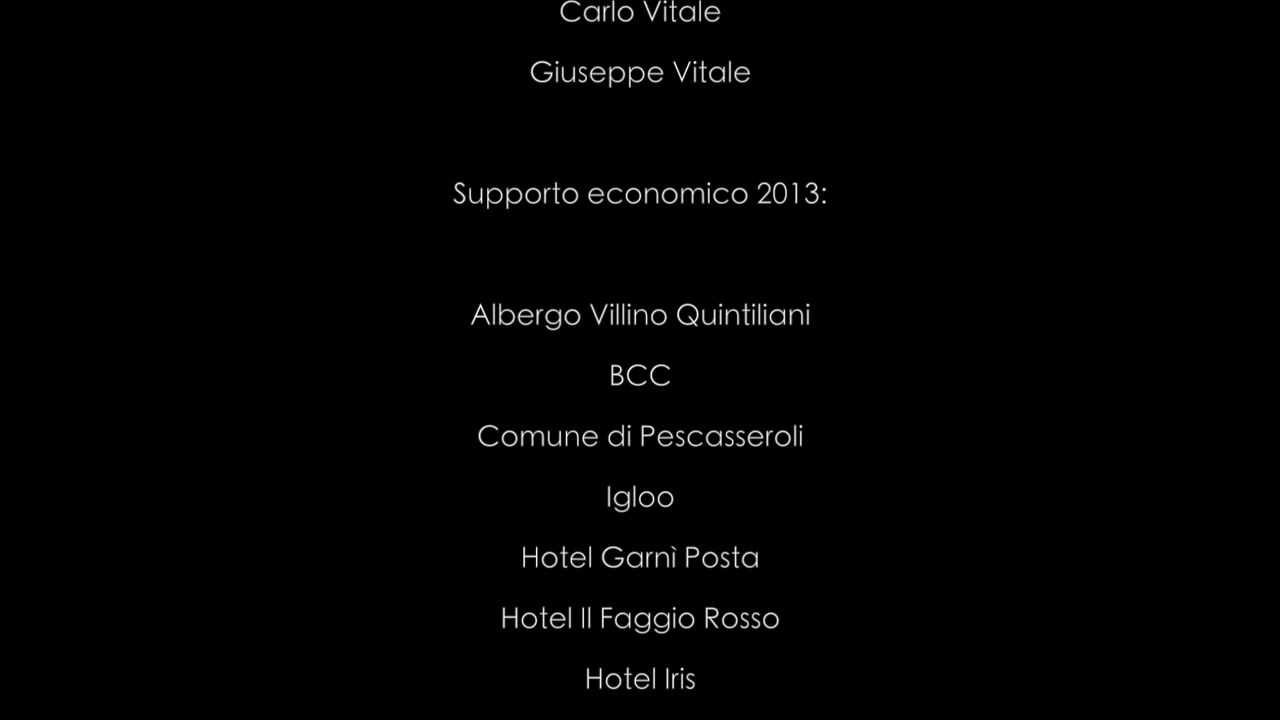 Carlo Vitale
Giuseppe Vitale
Supporto economico 2013:
Albergo Villino Quintiliani
BCC
Comune di Pescasseroli
Igloo
Hotel Garnì Posta
Hotel Il Faggio Rosso
Hotel Iris